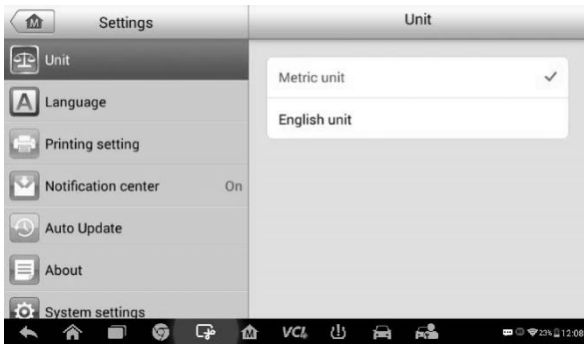 Settings
Unit
Unit
Metric unit
English unit
Language
Printing setting
Notification center On
Auto Update
About
System settings
VCI 23% 12:08